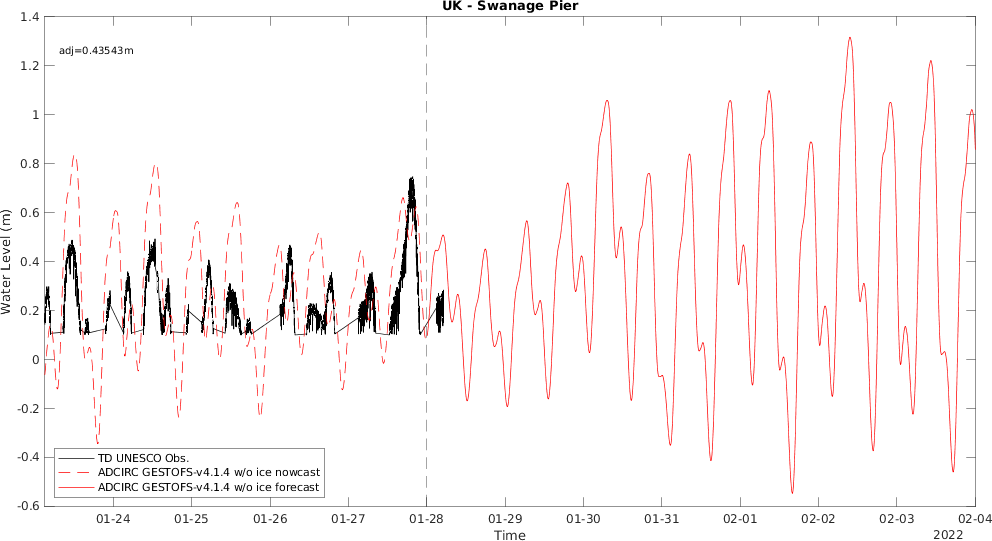 UK - Swanage Pier
adj=0.43543m
1.4
1.2
1
0.8
0.6
0.4
0.2
0
-0.2
-0.4
-0.6
Water Level (m)
TD UNESCO Obs.
ADCIRC GESTOFS-v4.1.4 w/o ice nowcast
ADCIRC GESTOFS-v4.1.4 w/o ice forecast
01-24 01-25 01-26 01-27 01-28 01-29 01-30 01-31 02-01 02-02 02-03 02-04
Time
2022